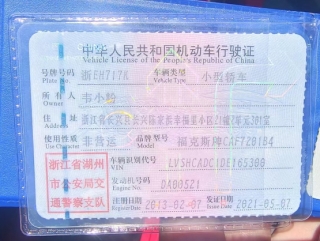 中华人民共和国机动车行驶证
Vehicle License of the People's Republic of China
号牌号码 浙EH717K 车辆类型 小型轿车
Plate No. Vehicle Type
所有人 韦小
Owner
住址
Address
使用性质 非营运 品牌型号 福克斯牌CAF7201B4
Use Character Model
浙江省湖州 车辆识别代号 LVSHCADC1DE165300
VIN
市公安局交 发动机号码 DA00521
Engine No.
通警察支队 注册日期 2013-02-07 发证日期 2021-05-07
Register Date Issue Date